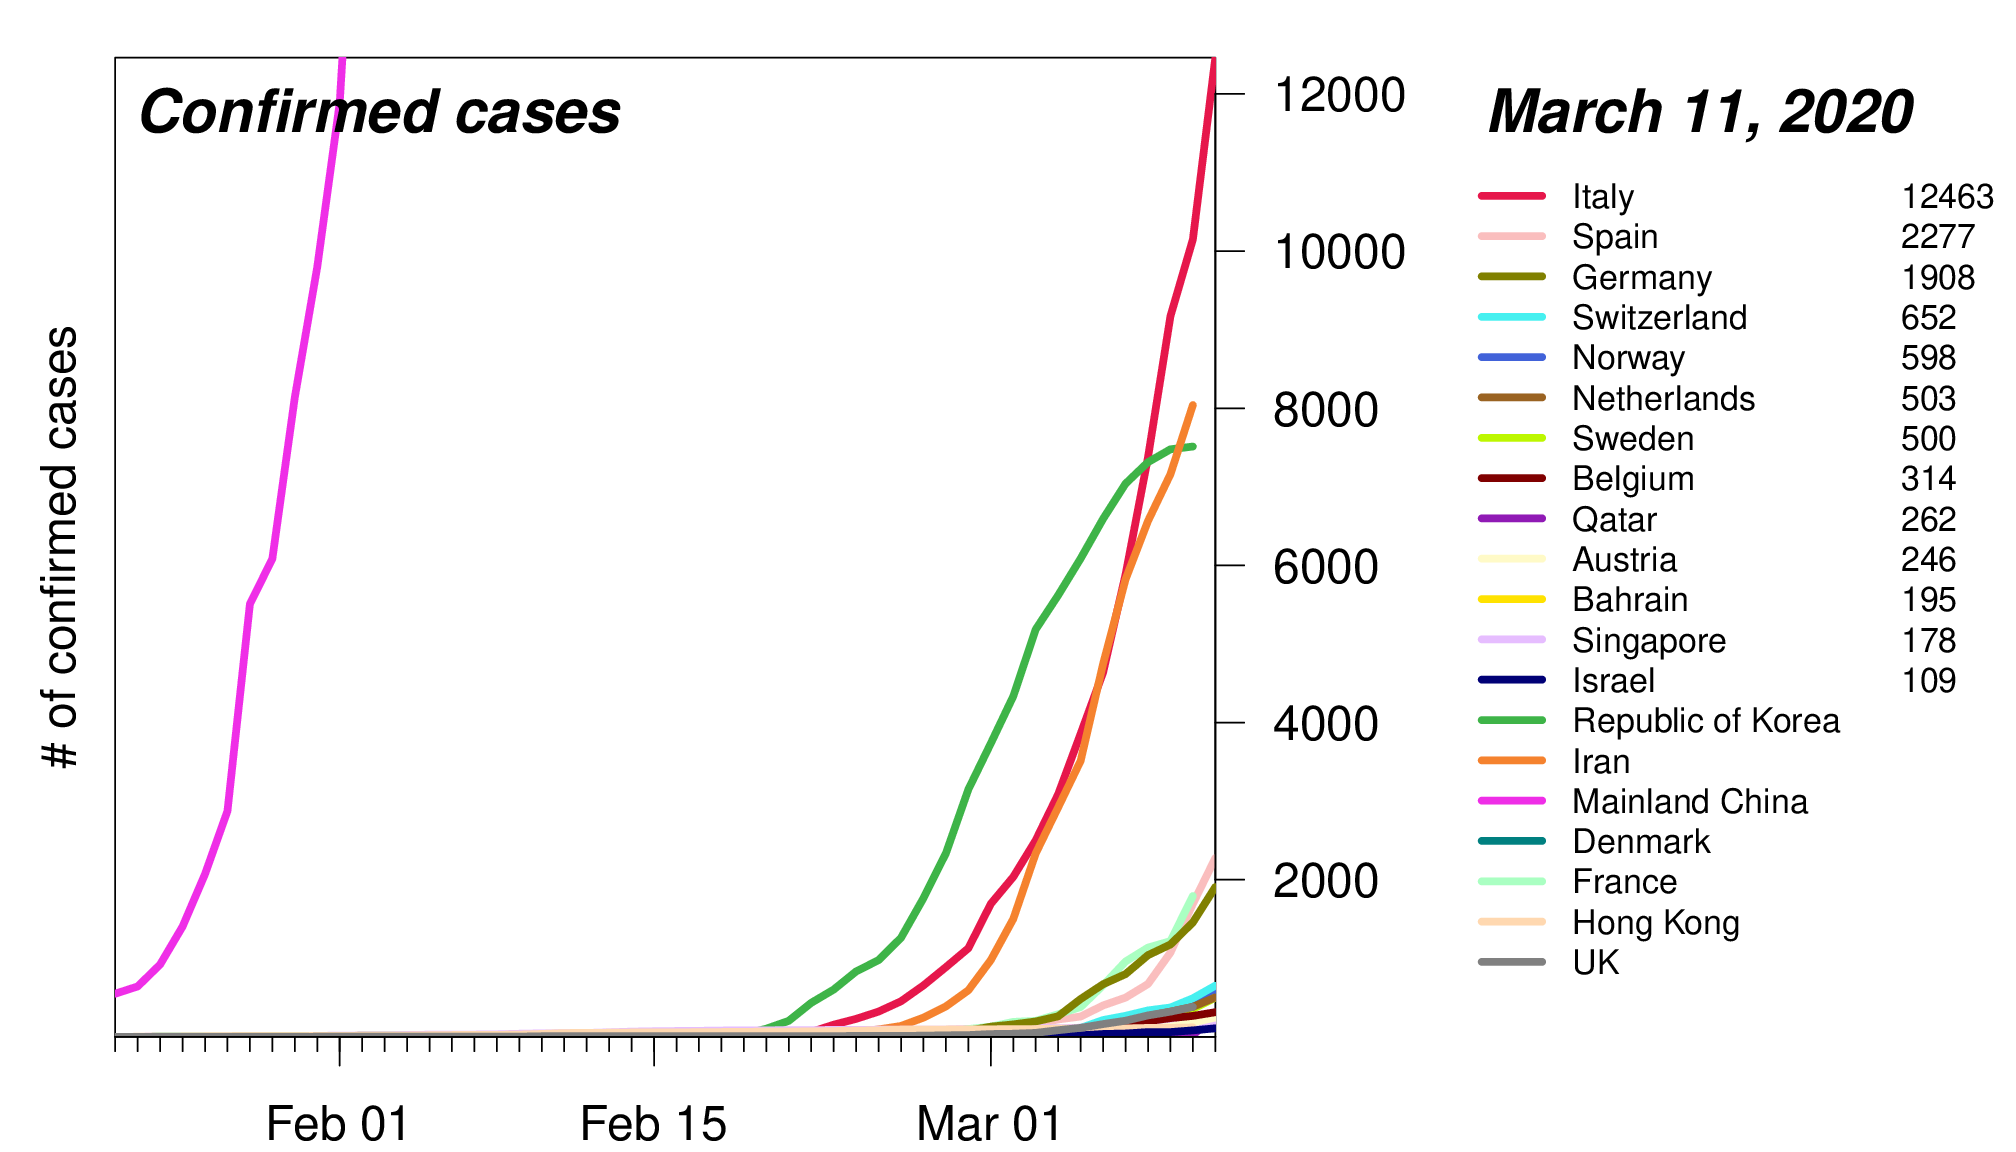 Confirmed cases
March 11, 2020
# of confirmed cases
12000
10000
8000
6000
4000
2000
Feb 01
Feb 15
Mar 01
Italy 12463
Spain 2277
Germany 1908
Switzerland 652
Norway 598
Netherlands 503
Sweden 500
Belgium 314
Qatar 262
Austria 246
Bahrain 195
Singapore 178
Israel 109
Republic of Korea
Iran
Mainland China
Denmark
France
Hong Kong
UK